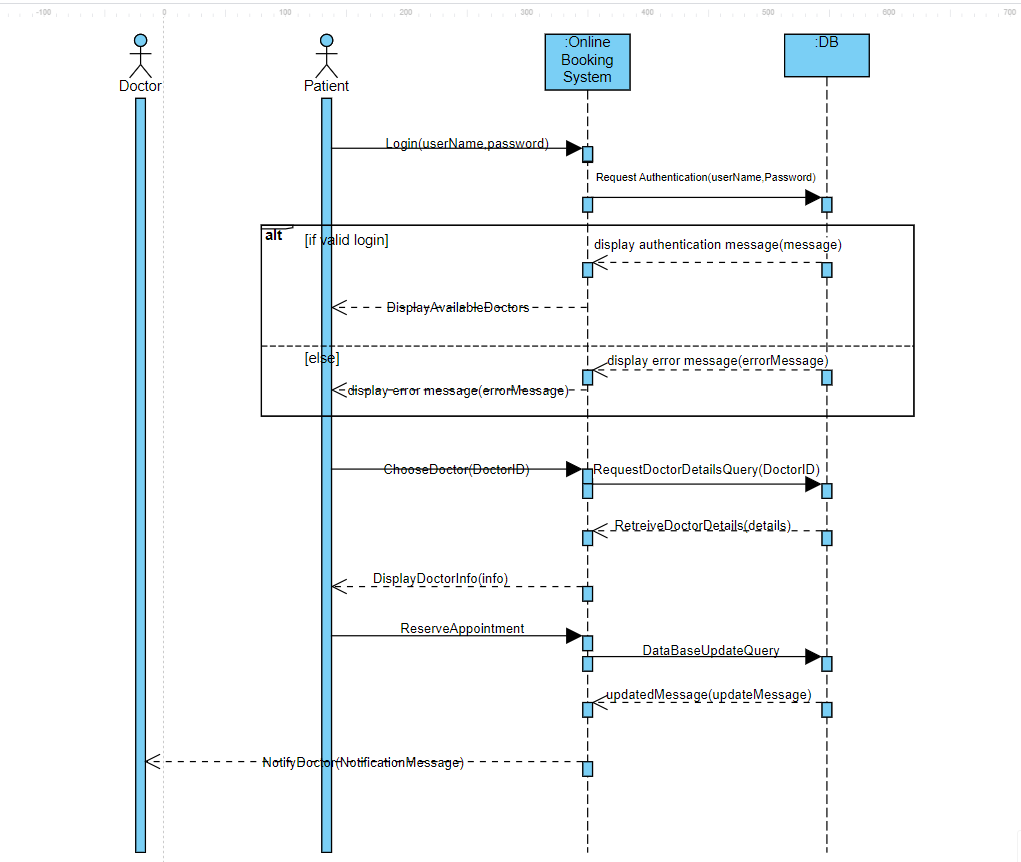 -100 0 100 200 300 400 500 600 700
:Online
Booking
System
:DB
Doctor
Patient
Login(userName,password)
Request Authentication(userName,Password)
alt
[if valid login]
display authentication message(message)
DisplayAvailableDoctors
[else]
display error message(errorMessage)
display error message(errorMessage)
ChooseDoctor(DoctorID)
RequestDoctorDetailsQuery(DoctorID)
RetreiveDoctorDetails(details)
DisplayDoctorInfo(info)
ReserveAppointment
DataBaseUpdateQuery
updatedMessage(updateMessage)
NotifyDoctor(NotificationMessage)